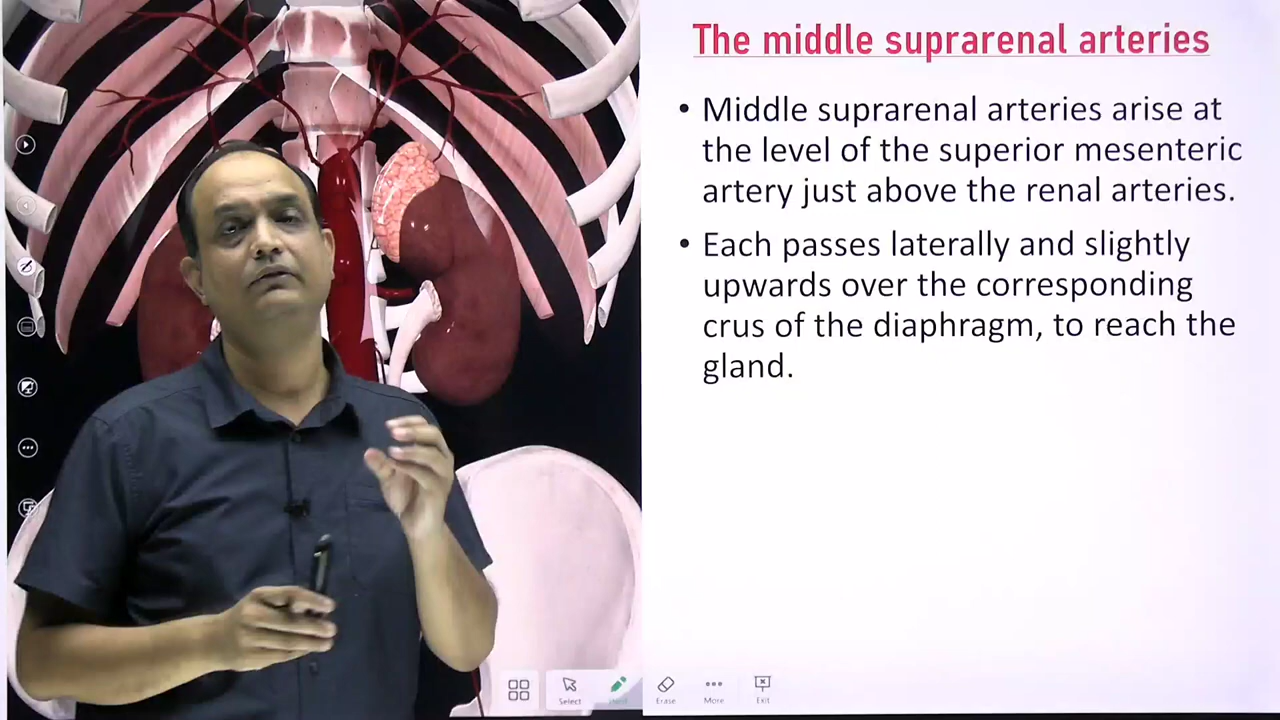 The middle suprarenal arteries
• Middle suprarenal arteries arise at
the level of the superior mesenteric
artery just above the renal arteries.
• Each passes laterally and slightly
upwards over the corresponding
crus of the diaphragm, to reach the
gland.
Select
Erase
More
Exit